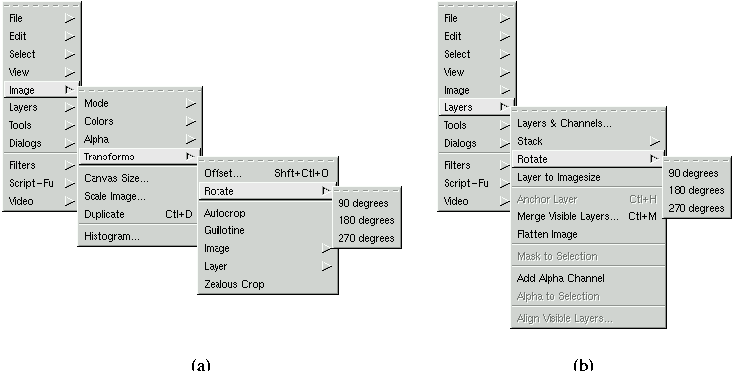 File
Edit
Select
View
Image
Layers
Tools
Dialogs
Filters
Script-Fu
Video
Mode
Colors
Alpha
Transforms
Canvas Size...
Scale Image...
Duplicate Ctl+D
Histogram...
Offset... Shft+Ctl+O
Rotate
Autocrop
Guillotine
Image
Layer
Zealous Crop
90 degrees
180 degrees
270 degrees
(a)
File
Edit
Select
View
Image
Layers
Tools
Dialogs
Filters
Script-Fu
Video
Layers & Channels...
Stack
Rotate
Layer to Imagesize
Anchor Layer Ctl+H
Merge Visible Layers... Ctl+M
Flatten Image
Mask to Selection
Add Alpha Channel
Alpha to Selection
Align Visible Layers...
90 degrees
180 degrees
270 degrees
(b)